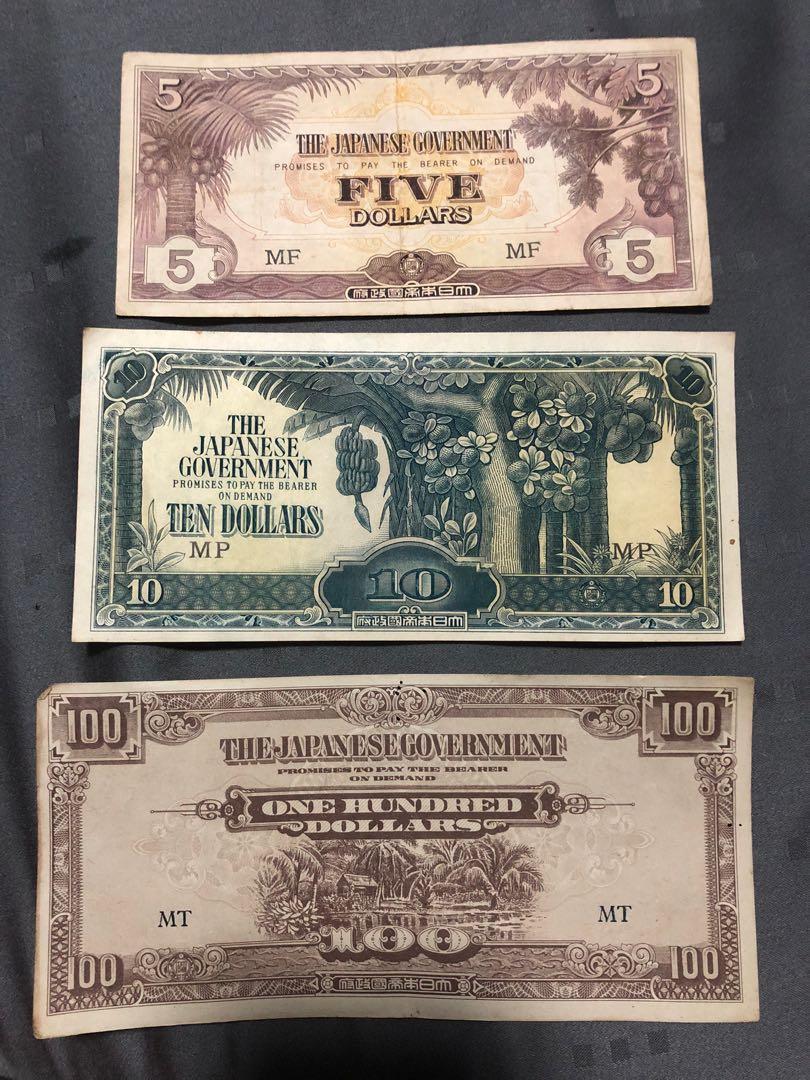 5 5
THE JAPANESE GOVERNMENT
PROMISES TO PAY THE BEARER ON DEMAND
FIVE
DOLLARS
MF MF
5 5
大日本帝國政府
10 10
THE
JAPANESE
GOVERNMENT
PROMISES TO PAY THE BEARER
ON DEMAND
TEN DOLLARS
MP MP
10 10 10
大日本帝國政府
100 100
THE JAPANESE GOVERNMENT
PROMISES TO PAY THE BEARER
ON DEMAND
ONE HUNDRED
DOLLARS
MT MT
100
100 100
大日本帝國政府